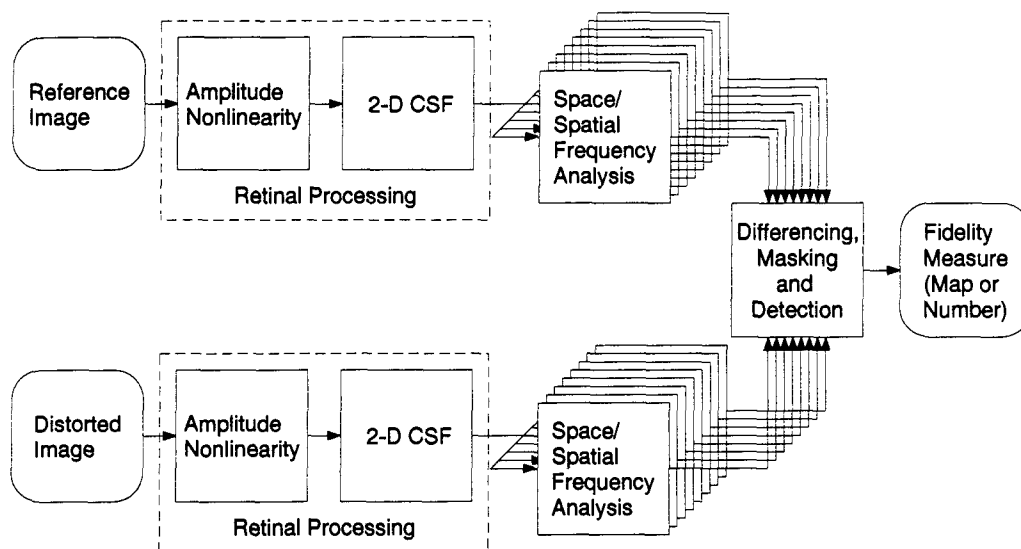 Reference
Image
Amplitude
Nonlinearity
2-D CSF
Retinal Processing
Space/
Spatial
Frequency
Analysis
Differencing,
Masking
and
Detection
Fidelity
Measure
(Map or
Number)
Distorted
Image
Amplitude
Nonlinearity
2-D CSF
Retinal Processing
Space/
Spatial
Frequency
Analysis